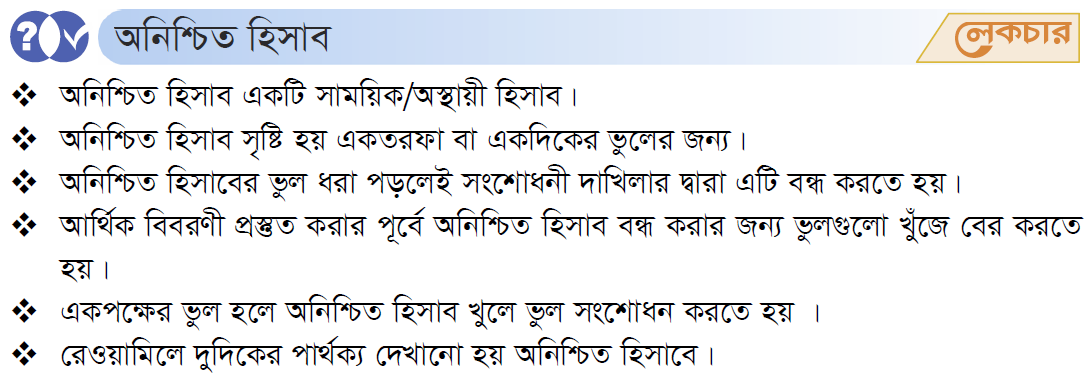 অনিশ্চিত হিসাব
লেকচার
❖ অনিশ্চিত হিসাব একটি সাময়িক/অস্থায়ী হিসাব।
❖ অনিশ্চিত হিসাব সৃষ্টি হয় একতরফা বা একদিকের ভুলের জন্য।
❖ অনিশ্চিত হিসাবের ভুল ধরা পড়লেই সংশোধনী দাখিলার দ্বারা এটি বন্ধ করতে হয়।
❖ আর্থিক বিবরণী প্রস্তুত করার পূর্বে অনিশ্চিত হিসাব বন্ধ করার জন্য ভুলগুলো খুঁজে বের করতে
হয়।
❖ একপক্ষের ভুল হলে অনিশ্চিত হিসাব খুলে ভুল সংশোধন করতে হয় ।
❖ রেওয়ামিলে দুদিকের পার্থক্য দেখানো হয় অনিশ্চিত হিসাবে।